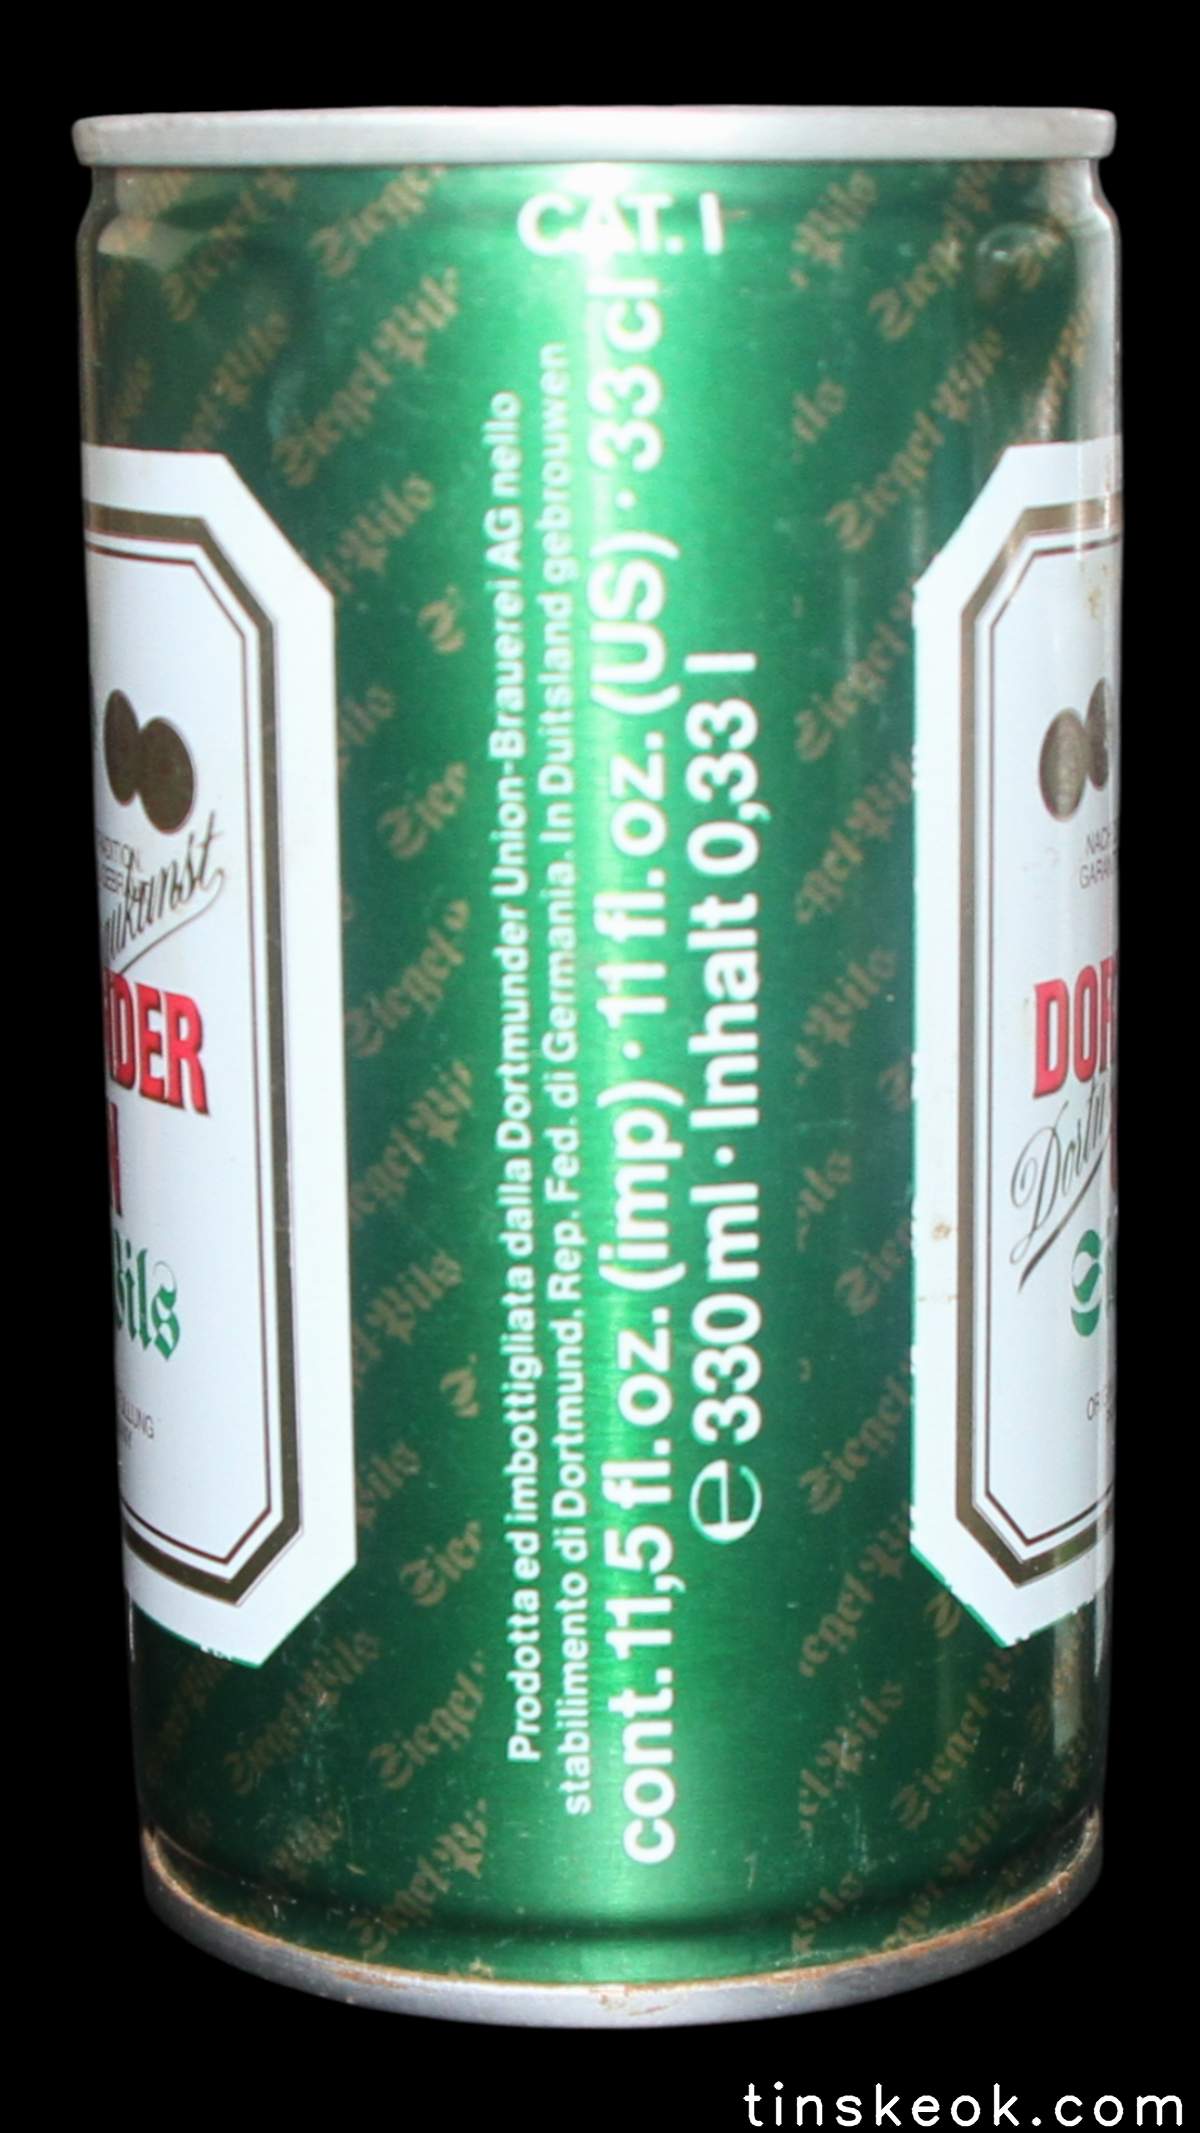 CAT. I
Prodotta ed imbottigliata dalla Dortmunder Union-Brauerei AG nello
stabilimento di Dortmund. Rep. Fed. di Germania. In Duitsland gebrouwen
cont. 11,5 fl. oz. (imp) · 11 fl. oz. (US) · 33 cl
℮ 330 ml · Inhalt 0,33 l
Ziegel Pils
tinskeok.com